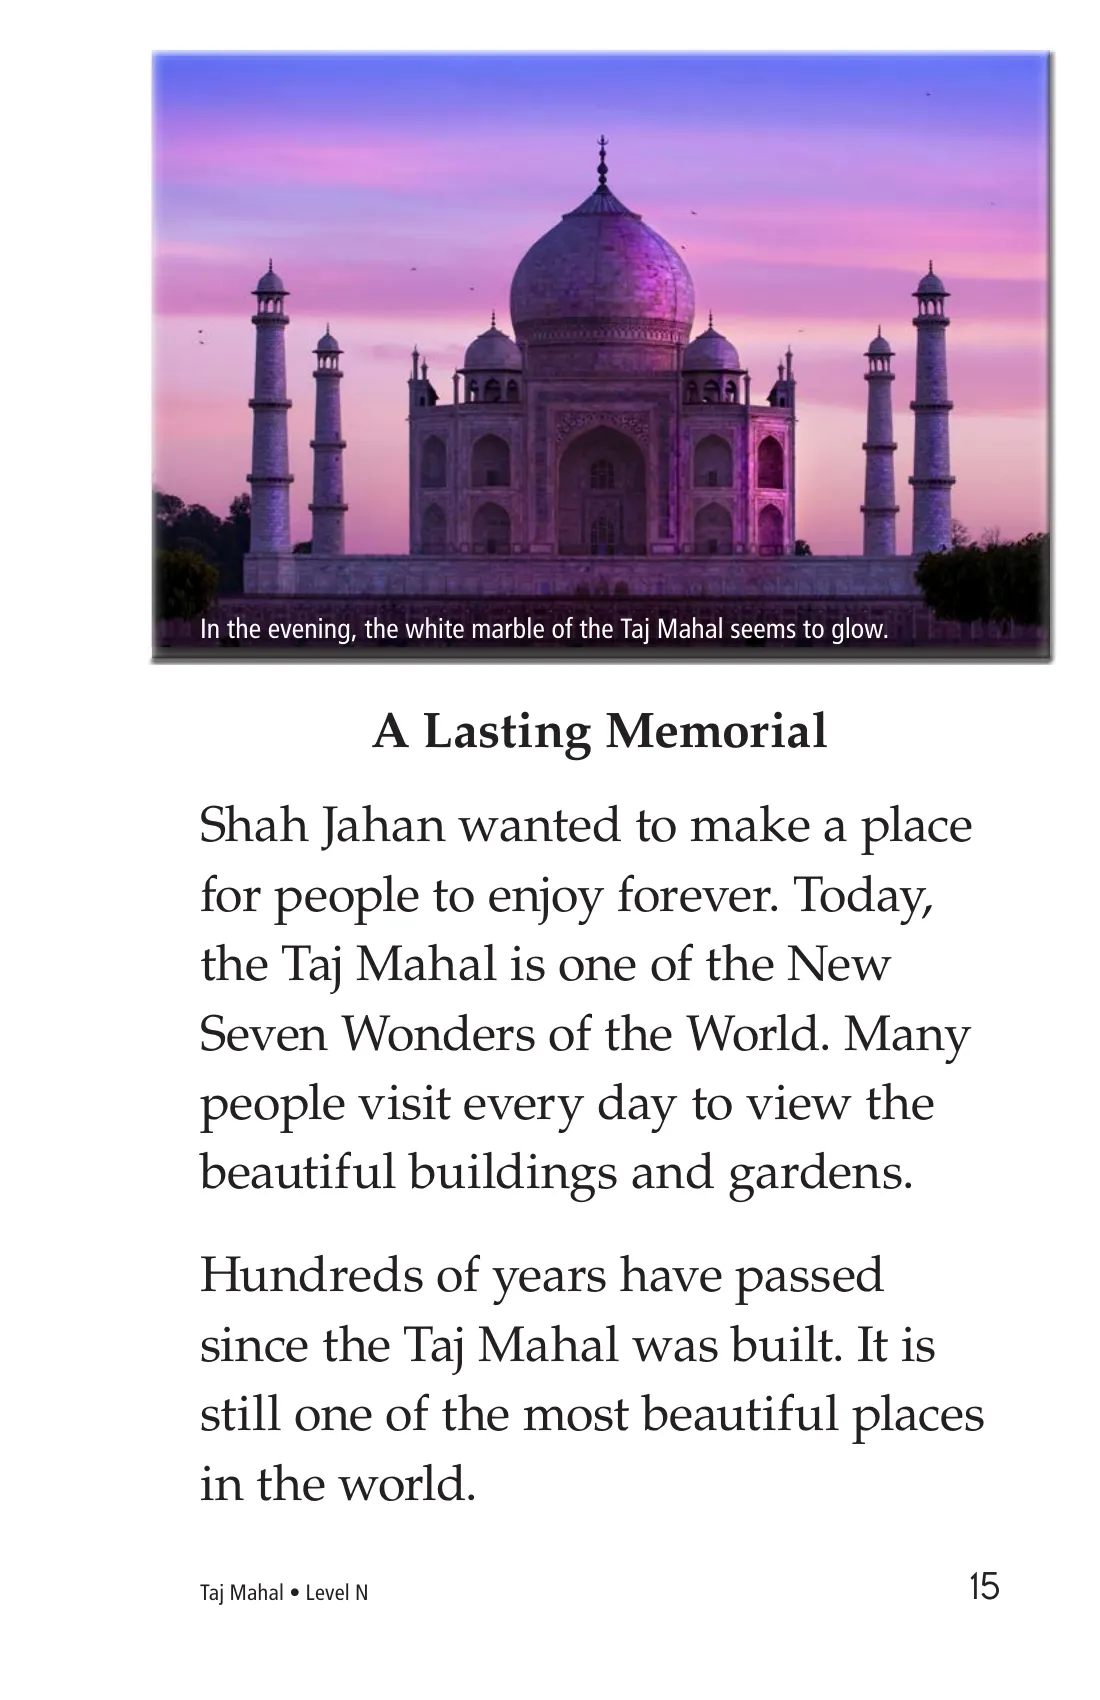 In the evening, the white marble of the Taj Mahal seems to glow.
A Lasting Memorial
Shah Jahan wanted to make a place
for people to enjoy forever. Today,
the Taj Mahal is one of the New
Seven Wonders of the World. Many
people visit every day to view the
beautiful buildings and gardens.
Hundreds of years have passed
since the Taj Mahal was built. It is
still one of the most beautiful places
in the world.
Taj Mahal • Level N
15